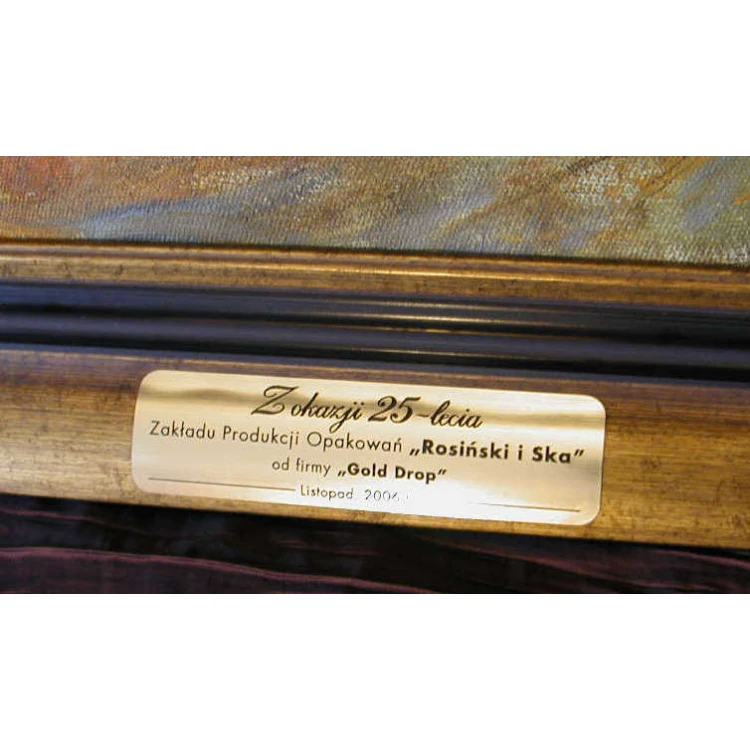 Z okazji 25-lecia
Zakładu Produkcji Opakowań „Rosiński i Ska”
od firmy „Gold Drop”
Listopad